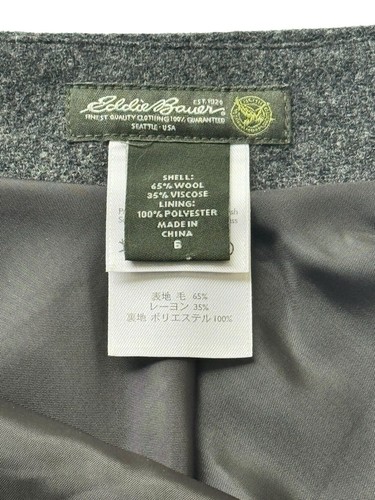 Eddie Bauer
EST. 1920
FINEST QUALITY CLOTHING 100% GUARANTEED
SEATTLE · USA
SHELL:
65% WOOL
35% VISCOSE
LINING:
100% POLYESTER
MADE IN
CHINA
6
裏地 毛 65%
レーヨン 35%
裏地 ポリエステル 100%